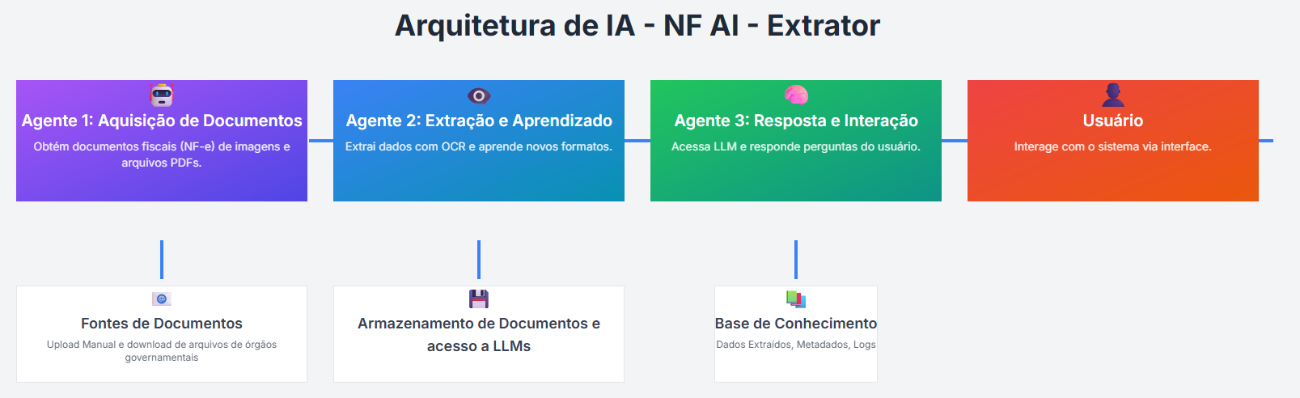 Arquitetura de IA - NF AI - Extrator
Agente 1: Aquisição de Documentos
Obtém documentos fiscais (NF-e) de imagens e
arquivos PDFs.
Agente 2: Extração e Aprendizado
Extrai dados com OCR e aprende novos formatos.
Agente 3: Resposta e Interação
Acessa LLM e responde perguntas do usuário.
Usuário
Interage com o sistema via interface.
Fontes de Documentos
Upload Manual e download de arquivos de órgãos
governamentais
Armazenamento de Documentos e
acesso a LLMs
Base de Conhecimento
Dados Extraidos, Metadados, Logs